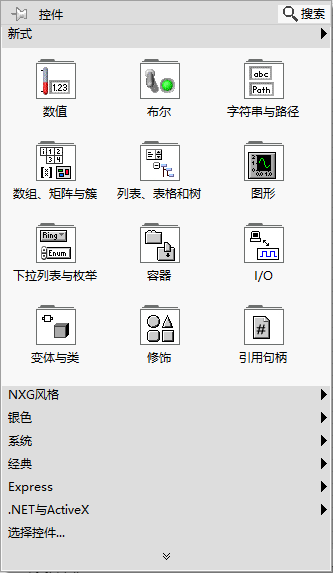 控件 搜索
新式
1.23 abc
Path
数值 布尔 字符串与路径
1 2
3 4
数组、矩阵与簇 列表、表格和树 图形
Ring
Enum
下拉列表与枚举 容器 I/O
#
变体与类 修饰 引用句柄
NXG风格
银色
系统
经典
Express
.NET与ActiveX
选择控件...